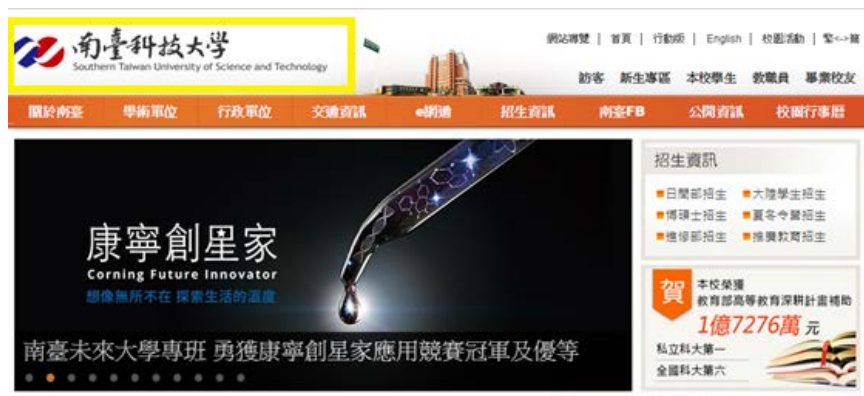 南臺科技大學
Southern Taiwan University of Science and Technology
網站導覽 | 首頁 | 行動版 | English | 校園活動 | 繁<->簡
訪客 新生專區 本校學生 教職員 畢業校友
關於南臺 學術單位 行政單位 交通資訊 e網通 招生資訊 南臺FB 公開資訊 校園行事曆
康寧創星家
Corning Future Innovator
想像無所不在 探索生活的溫度
南臺未來大學專班 勇獲康寧創星家應用競賽冠軍及優等
招生資訊
日間部招生 大陸學生招生
博碩士招生 夏冬令營招生
進修部招生 推廣教育招生
賀
本校榮獲
教育部高等教育深耕計畫補助
1億7276萬 元
私立科大第一
全國科大第六